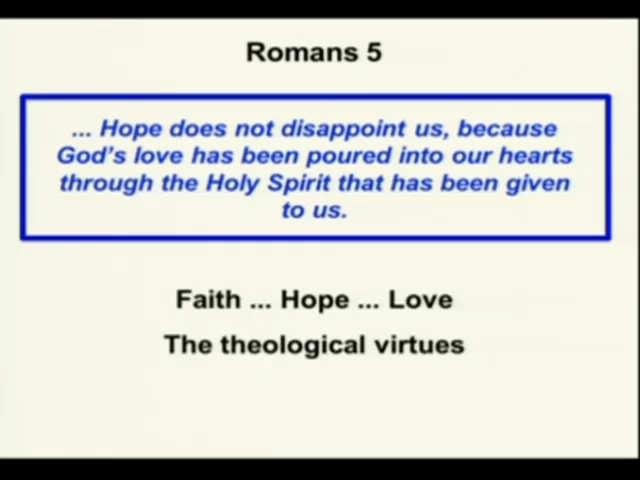 Romans 5
... Hope does not disappoint us, because
God's love has been poured into our hearts
through the Holy Spirit that has been given
to us.
Faith ... Hope ... Love
The theological virtues